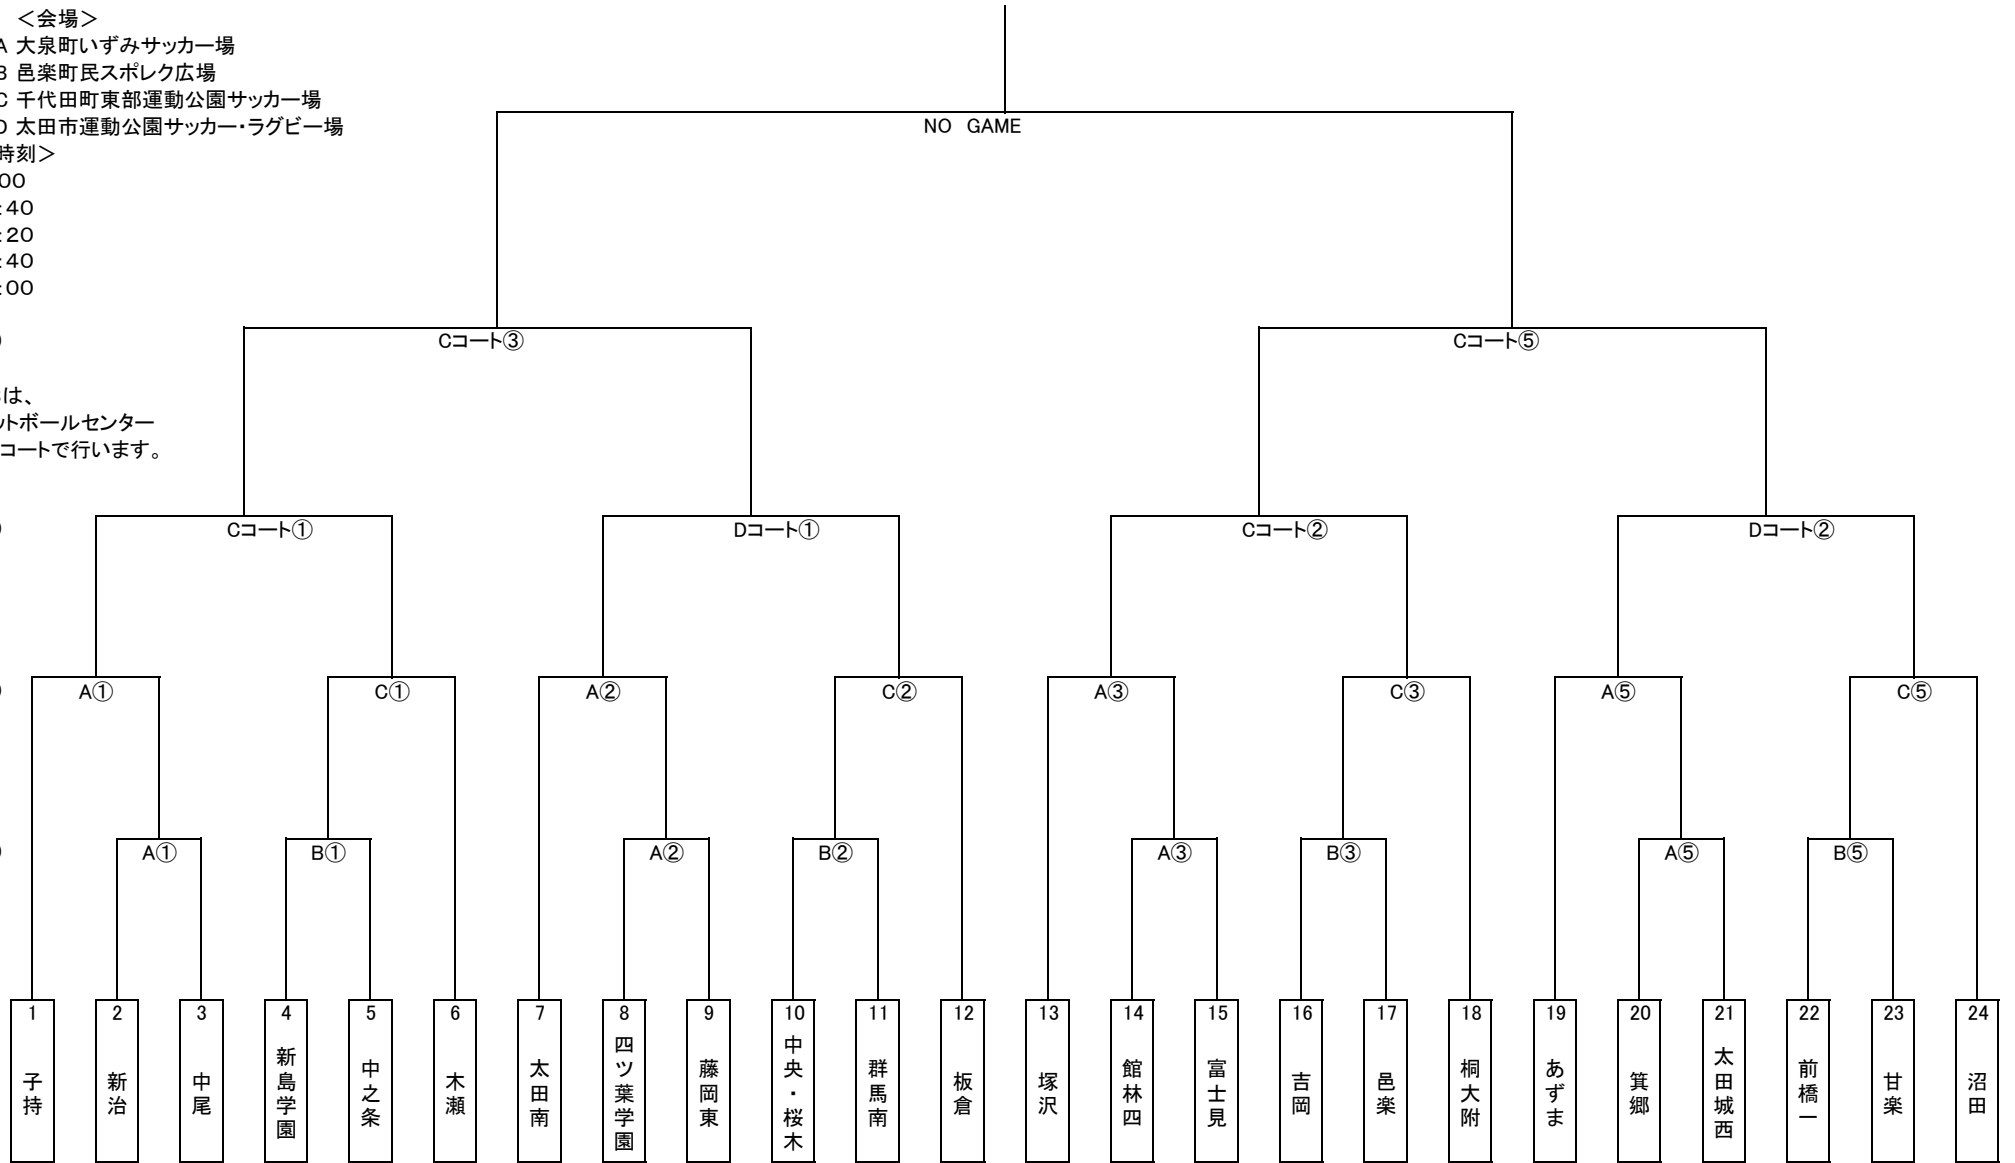 ＜会場＞
A 大泉町いずみサッカー場
B 邑楽町民スポレク広場
C 千代田町東部運動公園サッカー場
D 太田市運動公園サッカー・ラグビー場
時刻＞
００
：４０
：２０
：４０
：００
は、
ットボールセンター
コートで行います。
NO GAME
Cコート③
Cコート⑤
Cコート①
Dコート①
Cコート②
Dコート②
A①
C①
A②
C②
A③
C③
A⑤
C⑤
A①
B①
A②
B②
A③
B③
A⑤
B⑤
1 子持
2 新治
3 中尾
4 新島学園
5 中之条
6 木瀬
7 太田南
8 四ツ葉学園
9 藤岡東
10 中央・桜木
11 群馬南
12 板倉
13 塚沢
14 館林四
15 富士見
16 吉岡
17 邑楽
18 桐大附
19 あずま
20 箕郷
21 太田城西
22 前橋一
23 甘楽
24 沼田